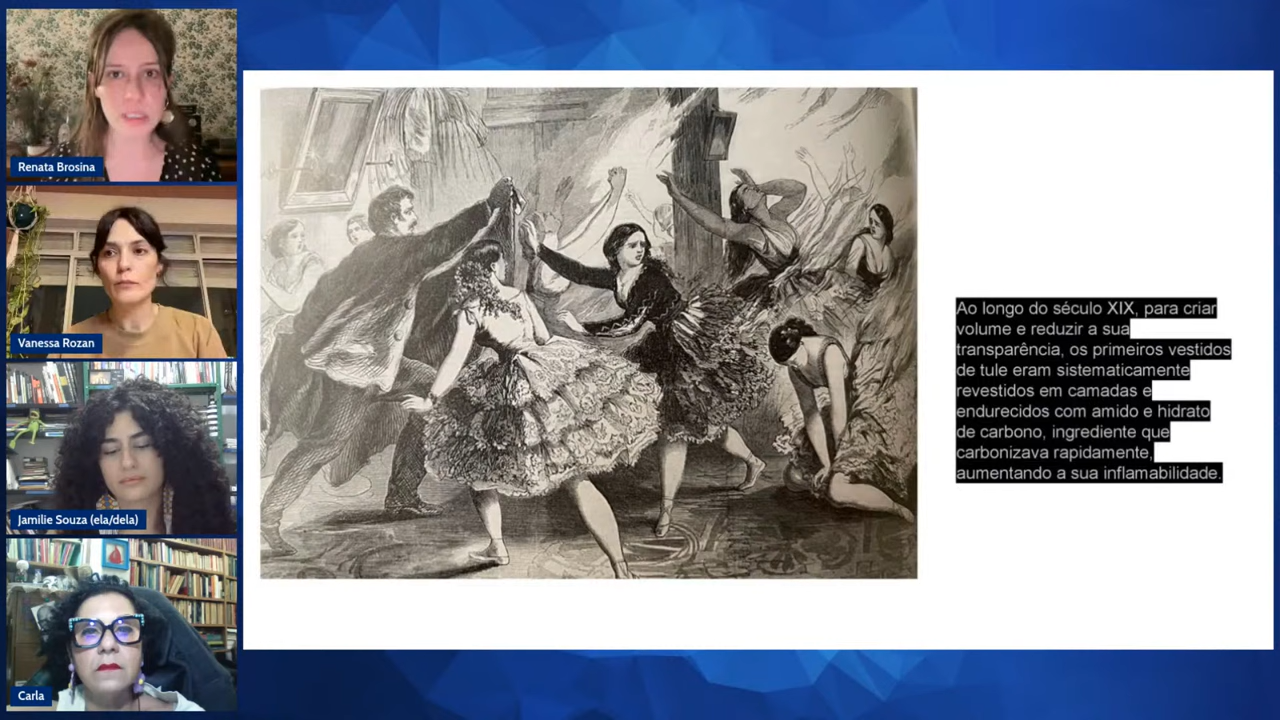 Renata Brosina
Vanessa Rozan
Jamilie Souza (ela/dela)
Carla
Ao longo do século XIX, para criar
volume e reduzir a sua
transparência, os primeiros vestidos
de tule eram sistematicamente
revestidos em camadas e
endurecidos com amido e hidrato
de carbono, ingrediente que
carbonizava rapidamente,
aumentando a sua inflamabilidade.